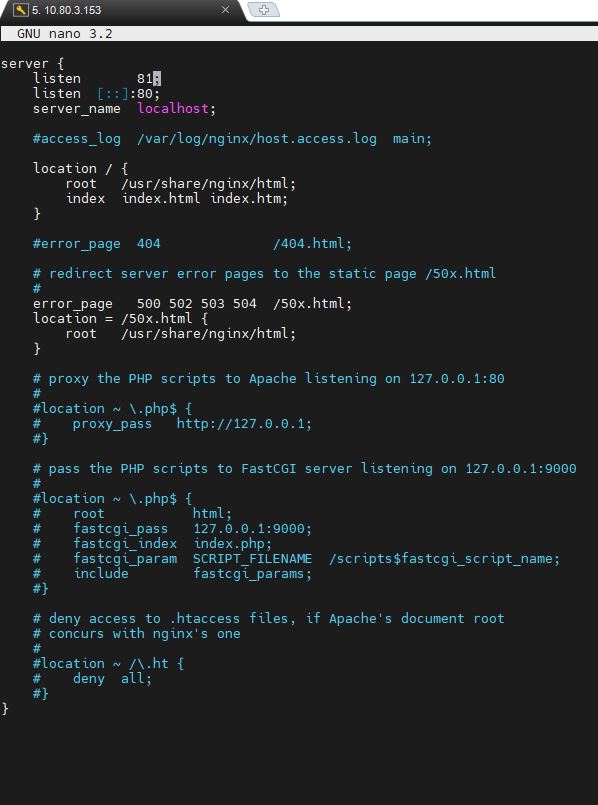 5. 10.80.3.153
GNU nano 3.2
server {
    listen       81;
    listen  [::]:80;
    server_name  localhost;

    #access_log  /var/log/nginx/host.access.log  main;

    location / {
        root   /usr/share/nginx/html;
        index  index.html index.htm;
    }

    #error_page  404              /404.html;

    # redirect server error pages to the static page /50x.html
    #
    error_page   500 502 503 504  /50x.html;
    location = /50x.html {
        root   /usr/share/nginx/html;
    }

    # proxy the PHP scripts to Apache listening on 127.0.0.1:80
    #
    #location ~ \.php$ {
    #    proxy_pass   http://127.0.0.1;
    #}

    # pass the PHP scripts to FastCGI server listening on 127.0.0.1:9000
    #
    #location ~ \.php$ {
    #    root           html;
    #    fastcgi_pass   127.0.0.1:9000;
    #    fastcgi_index  index.php;
    #    fastcgi_param  SCRIPT_FILENAME  /scripts$fastcgi_script_name;
    #    include        fastcgi_params;
    #}

    # deny access to .htaccess files, if Apache's document root
    # concurs with nginx's one
    #
    #location ~ /\.ht {
    #    deny  all;
    #}
}